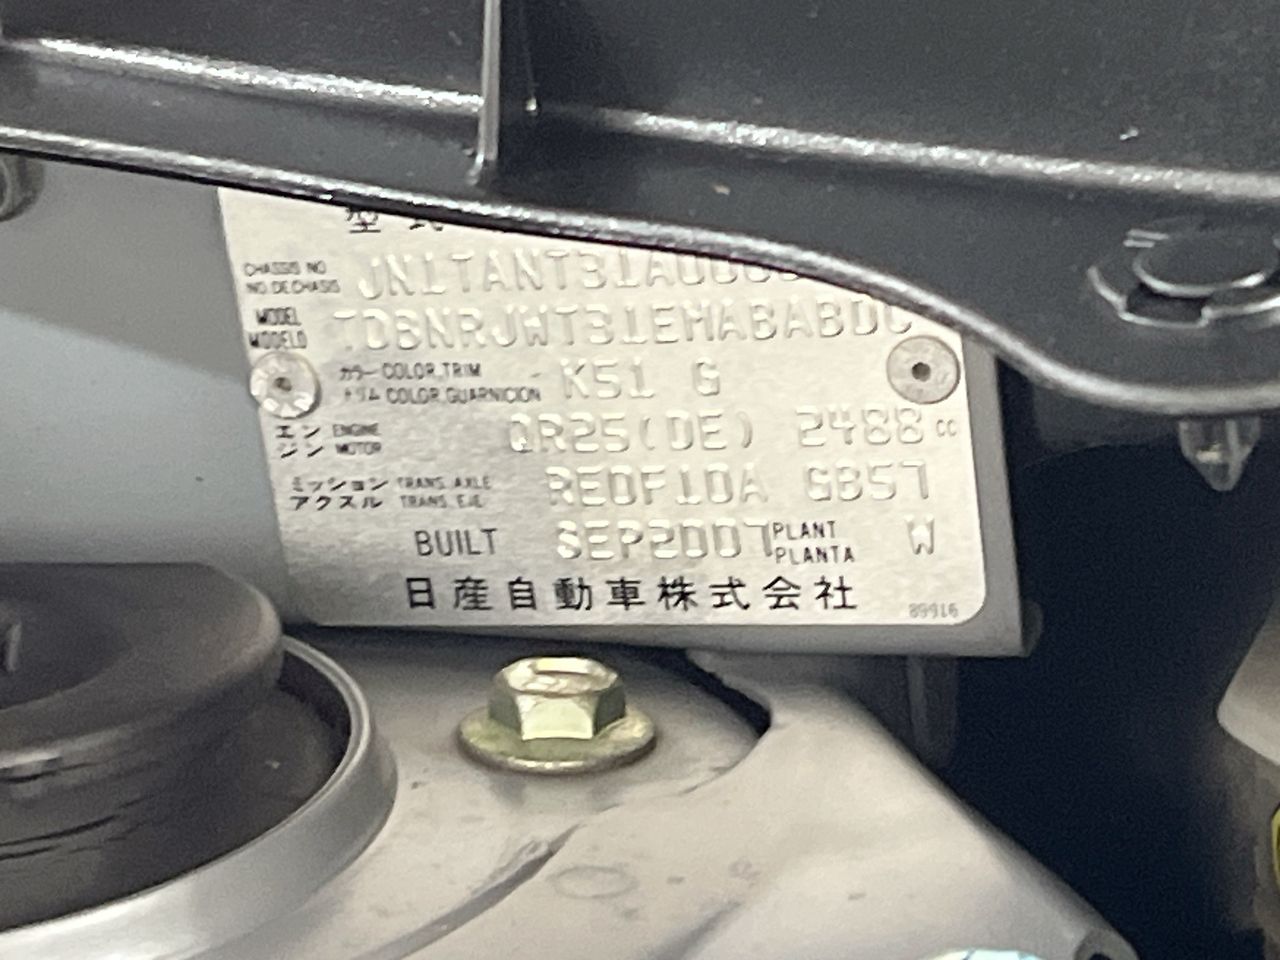 型式
CHASSIS NO
NO.DE CHASIS JN1TANT31A0000
MODEL
MODELO TDBNRJWT31EMABABDC
カラー COLOR,TRIM
トリム COLOR,GUARNICION K51 G
エンジン ENGINE
MOTOR QR25(DE) 2488 cc
ミッション TRANS. AXLE
アクスル TRANS. EJE RE0F10A GB57
BUILT SEP2007 PLANT
PLANTA W
日産自動車株式会社
89916